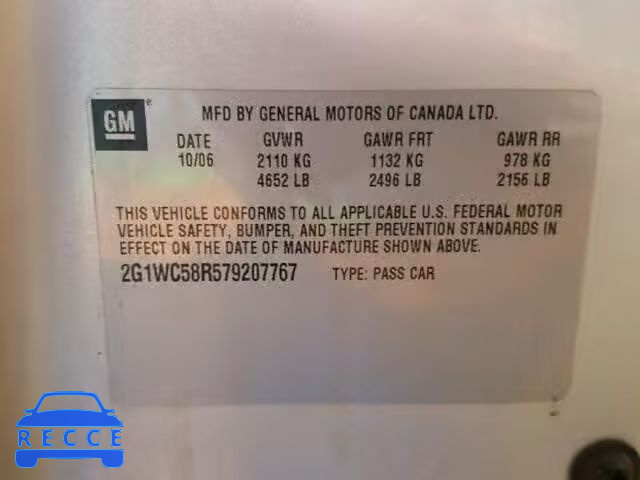 GM
MFD BY GENERAL MOTORS OF CANADA LTD.
DATE GVWR GAWR FRT GAWR RR
10/06 2110 KG 1132 KG 978 KG
4652 LB 2496 LB 2156 LB
THIS VEHICLE CONFORMS TO ALL APPLICABLE U.S. FEDERAL MOTOR
VEHICLE SAFETY, BUMPER, AND THEFT PREVENTION STANDARDS IN
EFFECT ON THE DATE OF MANUFACTURE SHOWN ABOVE.
2G1WC58R579207767 TYPE: PASS CAR
RECCE